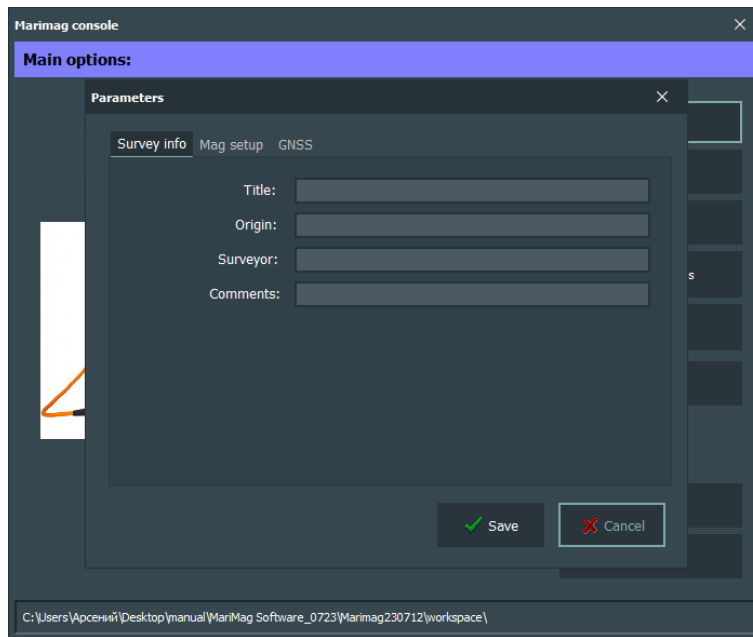 Marimag console
Main options:
Parameters
Survey info Mag setup GNSS
Title:
Origin:
Surveyor:
Comments:
s
Save Cancel
C:\Users\Арсений\Desktop\manual\MariMag Software_0723\Marimag230712\workspace\